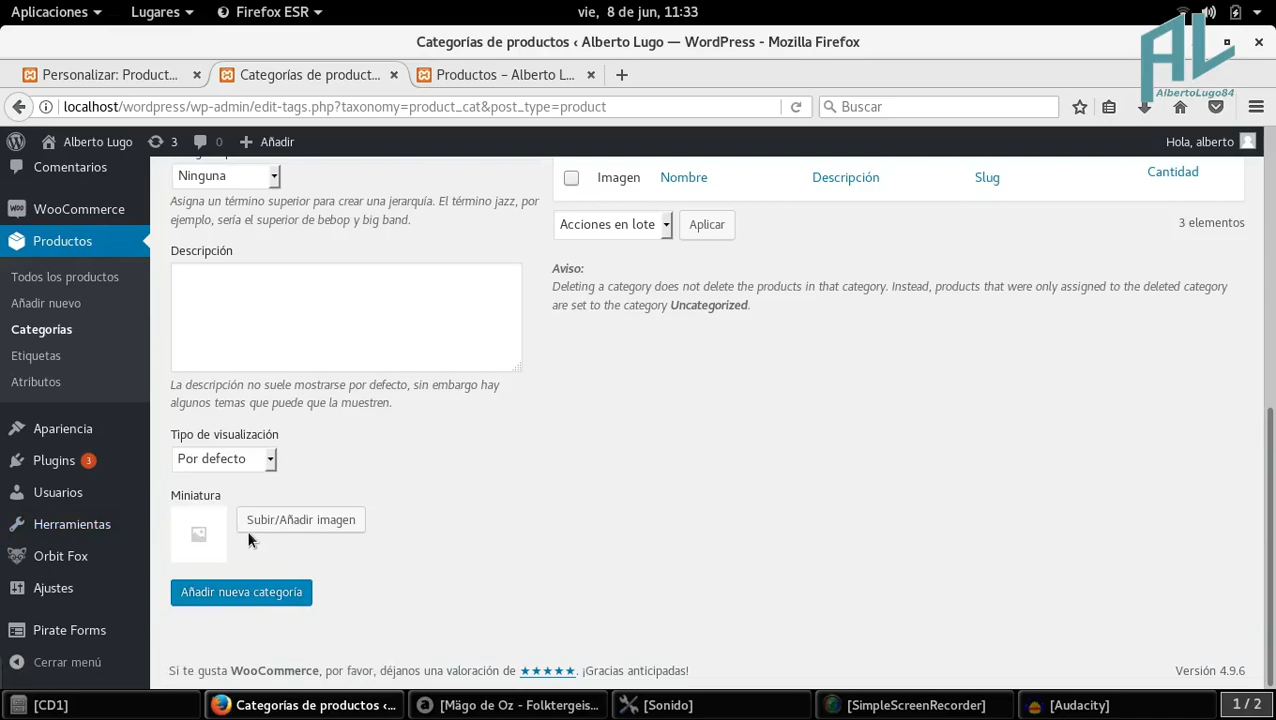 Aplicaciones Lugares Firefox ESR vie, 8 de jun, 11:33
Categorías de productos ‹ Alberto Lugo — WordPress - Mozilla Firefox
Personalizar: Product... Categorías de product... Productos – Alberto L...
localhost/wordpress/wp-admin/edit-tags.php?taxonomy=product_cat&post_type=product Buscar
AL
AlbertoLugo84
Alberto Lugo 3 0 Añadir Hola, alberto
Comentarios
WooCommerce
Productos
Todos los productos
Añadir nuevo
Categorías
Etiquetas
Atributos
Apariencia
Plugins 3
Usuarios
Herramientas
Orbit Fox
Ajustes
Pirate Forms
Cerrar menú
Ninguna
Asigna un término superior para crear una jerarquía. El término jazz, por
ejemplo, sería el superior de bebop y big band.
Descripción
La descripción no suele mostrarse por defecto, sin embargo hay
algunos temas que puede que la muestren.
Tipo de visualización
Por defecto
Miniatura
Subir/Añadir imagen
Añadir nueva categoría
Imagen Nombre Descripción Slug Cantidad
Acciones en lote Aplicar 3 elementos
Aviso:
Deleting a category does not delete the products in that category. Instead, products that were only assigned to the deleted category
are set to the category Uncategorized.
Si te gusta WooCommerce, por favor, déjanos una valoración de ★★★★★. ¡Gracias anticipadas! Versión 4.9.6
[CD1] Categorías de productos ‹... [Mägo de Oz - Folktergeis... [Sonido] [SimpleScreenRecorder] [Audacity] 1 / 2